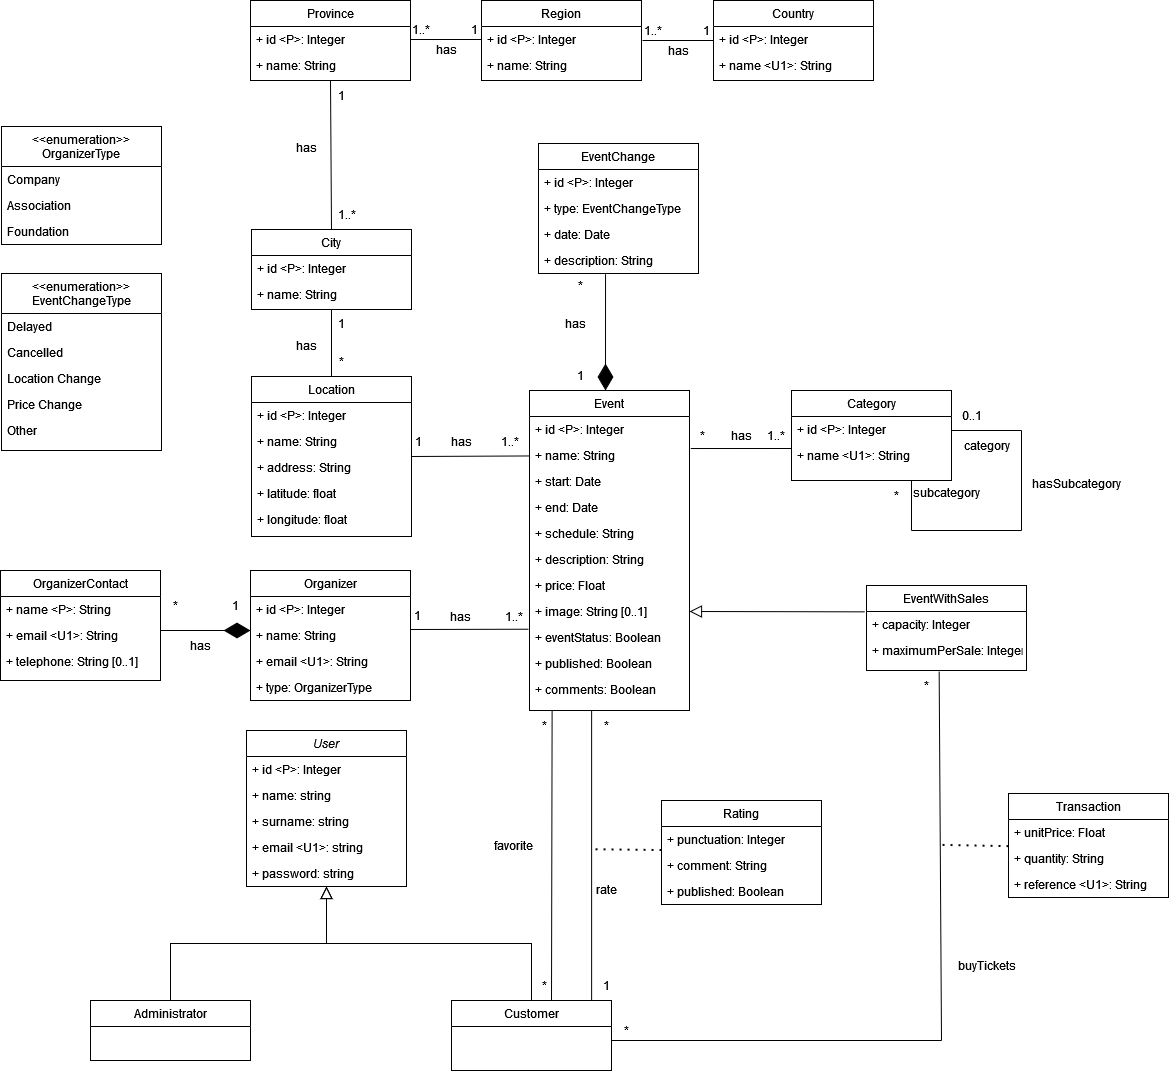 Province
+ id <P>: Integer
+ name: String
1..*
1
has
Region
+ id <P>: Integer
+ name: String
1..*
1
has
Country
+ id <P>: Integer
+ name <U1>: String
1
has
1..*
<<enumeration>>
OrganizerType
Company
Association
Foundation
<<enumeration>>
EventChangeType
Delayed
Cancelled
Location Change
Price Change
Other
City
+ id <P>: Integer
+ name: String
1
has
*
EventChange
+ id <P>: Integer
+ type: EventChangeType
+ date: Date
+ description: String
*
has
1
Location
+ id <P>: Integer
+ name: String
+ address: String
+ latitude: float
+ longitude: float
1
has
1..*
Event
+ id <P>: Integer
+ name: String
+ start: Date
+ end: Date
+ schedule: String
+ description: String
+ price: Float
+ image: String [0..1]
+ eventStatus: Boolean
+ published: Boolean
+ comments: Boolean
*
has
1..*
Category
+ id <P>: Integer
+ name <U1>: String
0..1
category
*
subcategory
hasSubcategory
OrganizerContact
+ name <P>: String
+ email <U1>: String
+ telephone: String [0..1]
*
1
has
Organizer
+ id <P>: Integer
+ name: String
+ email <U1>: String
+ type: OrganizerType
1
has
1..*
EventWithSales
+ capacity: Integer
+ maximumPerSale: Integer
*
User
+ id <P>: Integer
+ name: string
+ surname: string
+ email <U1>: string
+ password: string
*
*
favorite
rate
Rating
+ punctuation: Integer
+ comment: String
+ published: Boolean
Transaction
+ unitPrice: Float
+ quantity: String
+ reference <U1>: String
buyTickets
*
1
Administrator
Customer
*